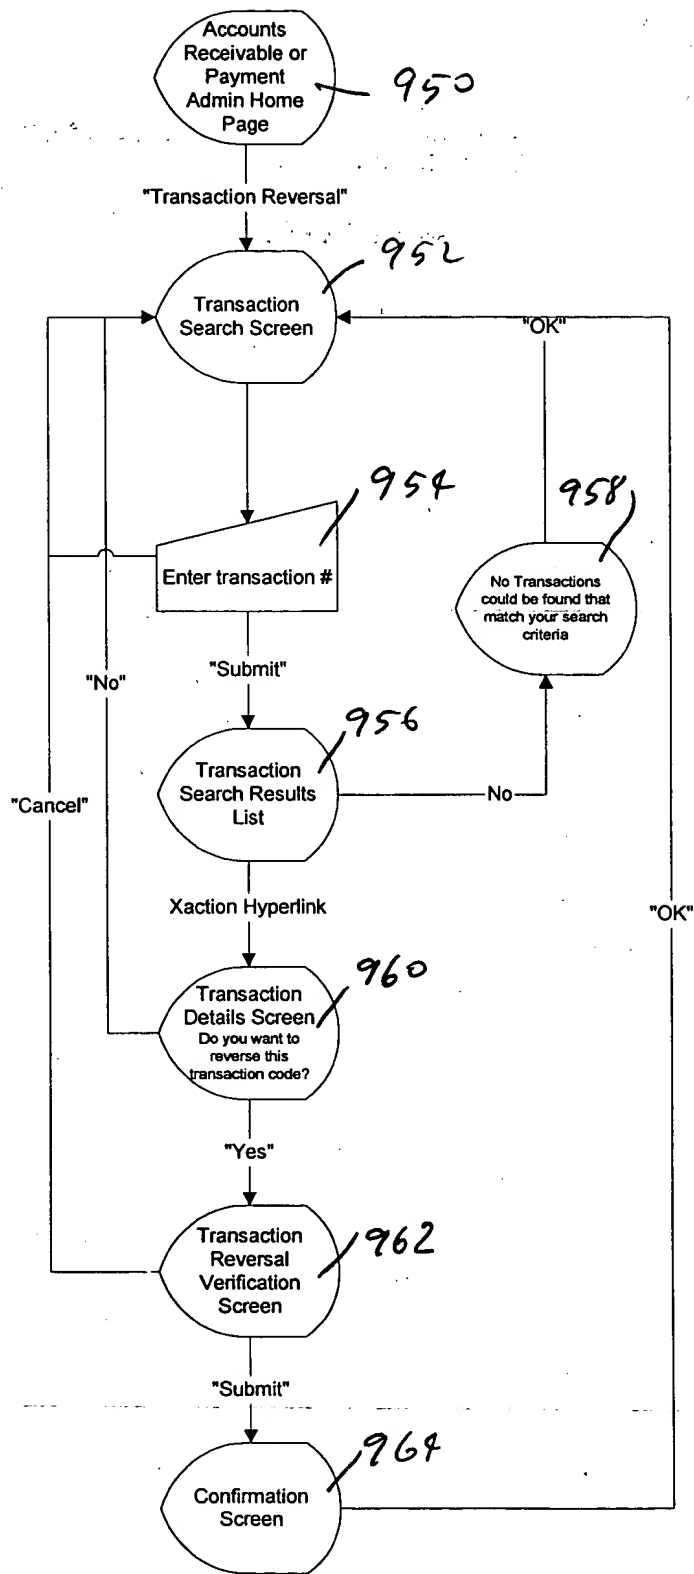 Accounts
Receivable or
Payment
Admin Home
Page
950
"Transaction Reversal"
952
Transaction
Search Screen
"OK"
954
958
Enter transaction #
No Transactions
could be found that
match your search
criteria
"Submit"
"No"
956
Transaction
Search Results
List
No
"Cancel"
Xaction Hyperlink
"OK"
960
Transaction
Details Screen
Do you want to
reverse this
transaction code?
"Yes"
962
Transaction
Reversal
Verification
Screen
"Submit"
964
Confirmation
Screen